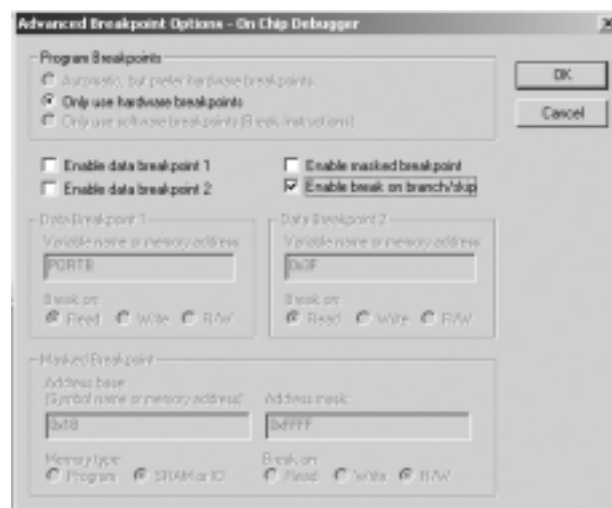 Advanced Breakpoint Options - On Chip Debugger
Program Breakpoints
Automatic, but prefer hardware breakpoints
Only use hardware breakpoints
Only use software breakpoints (Break Instructions)
OK
Cancel
Enable data breakpoint 1
Enable data breakpoint 2
Enable masked breakpoint
Enable break on branch/skip
Data Breakpoint 1
Variable name or memory address:
PORTB
Break on:
Read Write R/W
Data Breakpoint 2
Variable name or memory address:
0x3F
Break on:
Read Write R/W
Masked Breakpoint
Address base:
(Symbol name or memory address)
0x18
Address mask:
0xFFFF
Memory type:
Program SRAM or IO
Break on:
Read Write R/W